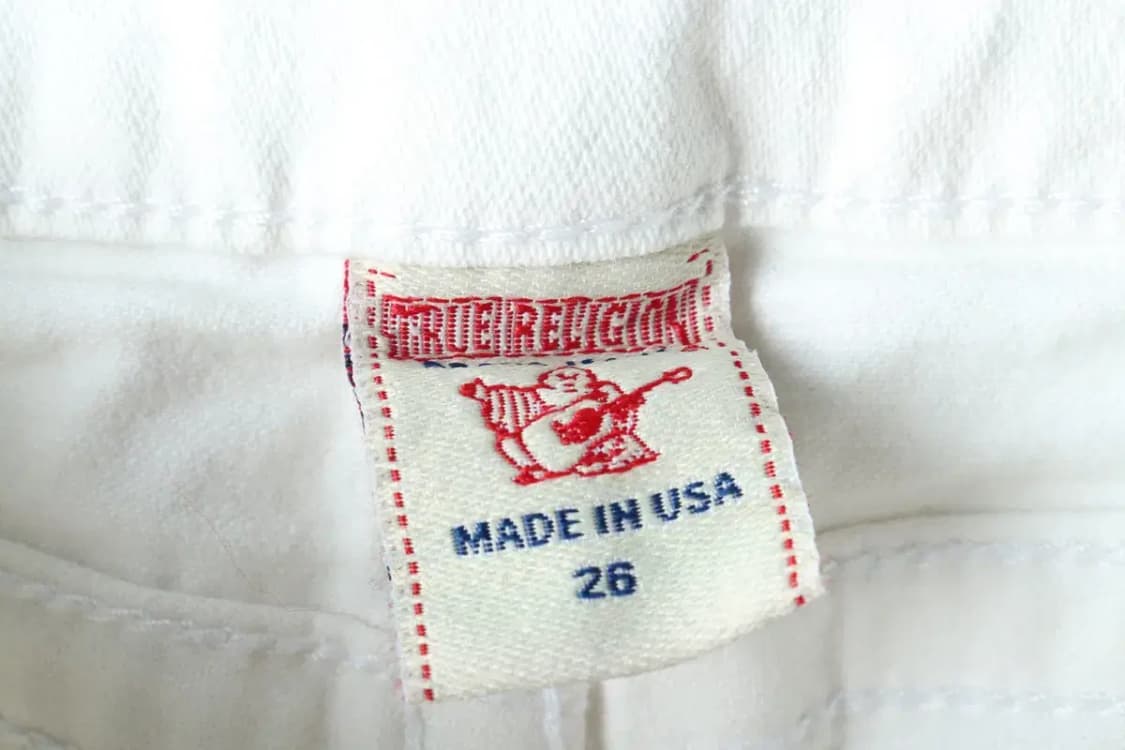 TRUE RELIGION
MADE IN USA
26